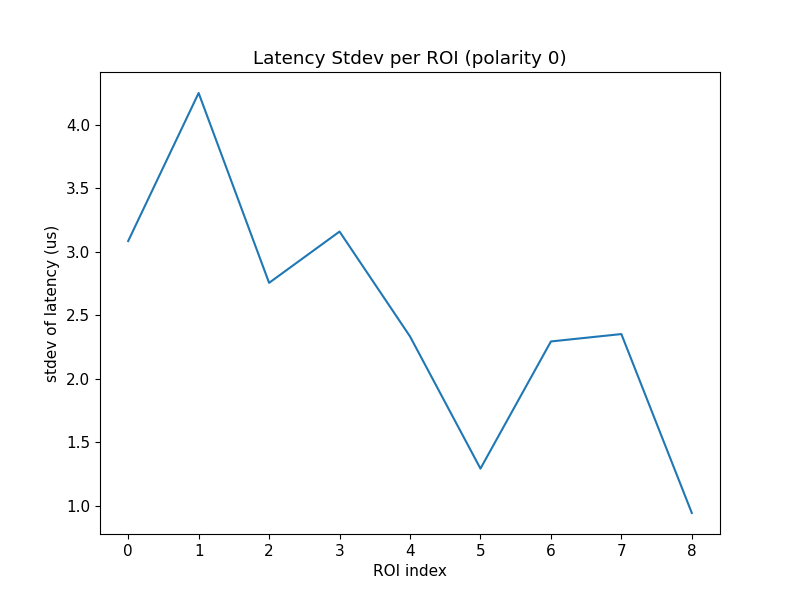 Latency Stdev per ROI (polarity 0)
stdev of latency (us)
4.0
3.5
3.0
2.5
2.0
1.5
1.0
0 1 2 3 4 5 6 7 8
ROI index